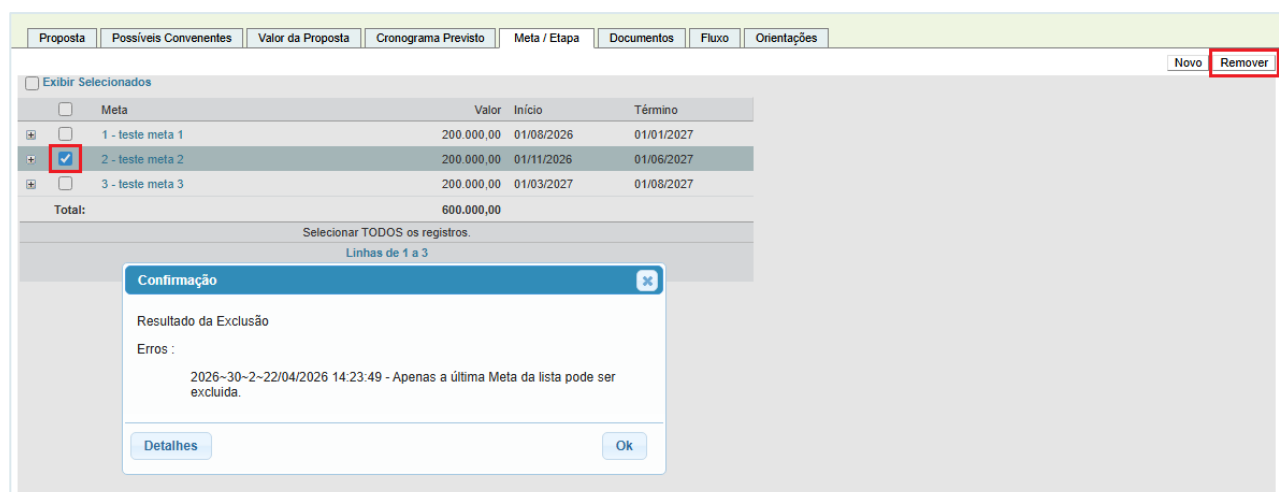 Proposta Possíveis Convenentes Valor da Proposta Cronograma Previsto Meta / Etapa Documentos Fluxo Orientações
Novo Remover
Exibir Selecionados
Meta Valor Início Término
1 - teste meta 1 200.000,00 01/08/2026 01/01/2027
2 - teste meta 2 200.000,00 01/11/2026 01/06/2027
3 - teste meta 3 200.000,00 01/03/2027 01/08/2027
Total: 600.000,00
Selecionar TODOS os registros.
Linhas de 1 a 3
Confirmação
Resultado da Exclusão
Erros :
2026~30~2~22/04/2026 14:23:49 - Apenas a última Meta da lista pode ser
excluida.
Detalhes Ok